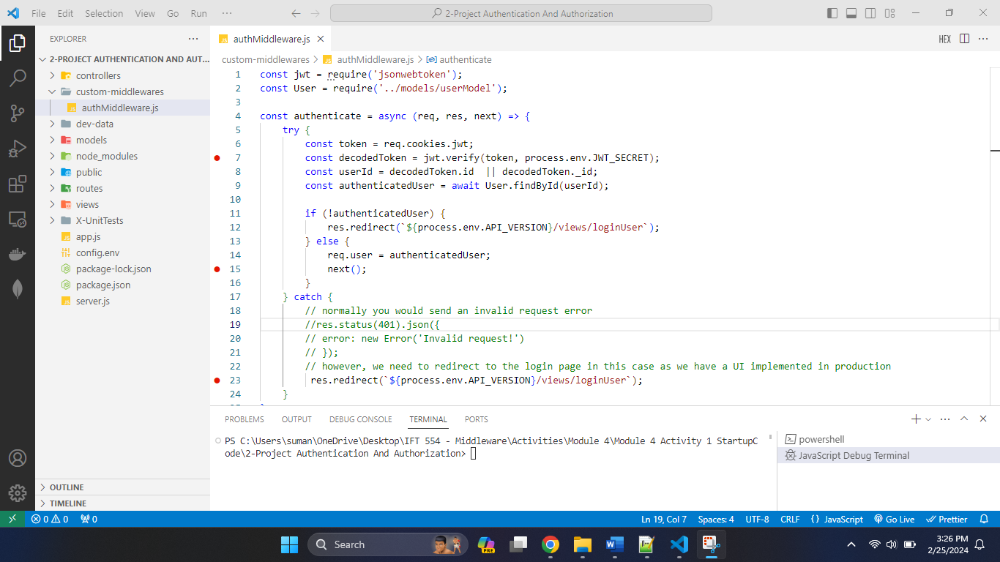 File Edit Selection View Go Run ··· 2-Project Authentication And Authorization
EXPLORER ···
2-PROJECT AUTHENTICATION AND AUT...
controllers
custom-middlewares
authMiddleware.js
dev-data
models
node_modules
public
routes
views
X-UnitTests
app.js
config.env
package-lock.json
package.json
server.js
OUTLINE
TIMELINE
JS authMiddleware.js HEX ···
custom-middlewares > JS authMiddleware.js > authenticate
1 const jwt = require('jsonwebtoken');
2 const User = require('../models/userModel');
3
4 const authenticate = async (req, res, next) => {
5 try {
6 const token = req.cookies.jwt;
7 const decodedToken = jwt.verify(token, process.env.JWT_SECRET);
8 const userId = decodedToken.id  || decodedToken._id;
9 const authenticatedUser = await User.findById(userId);
10
11 if (!authenticatedUser) {
12 res.redirect(`${process.env.API_VERSION}/views/loginUser`);
13 } else {
14 req.user = authenticatedUser;
15 next();
16 }
17 } catch {
18 // normally you would send an invalid request error
19 //res.status(401).json({
20 // error: new Error('Invalid request!')
21 // });
22 // however, we need to redirect to the login page in this case as we have a UI implemented in production
23 res.redirect(`${process.env.API_VERSION}/views/loginUser`);
24 }
PROBLEMS OUTPUT DEBUG CONSOLE TERMINAL PORTS
PS C:\Users\suman\OneDrive\Desktop\IFT 554 - Middleware\Activities\Module 4\Module 4 Activity 1 StartupC
ode\2-Project Authentication And Authorization>
powershell
JavaScript Debug Terminal
0 0 0 Ln 19, Col 7 Spaces: 4 UTF-8 CRLF {} JavaScript Go Live Prettier
Search PRE
3:26 PM
2/25/2024